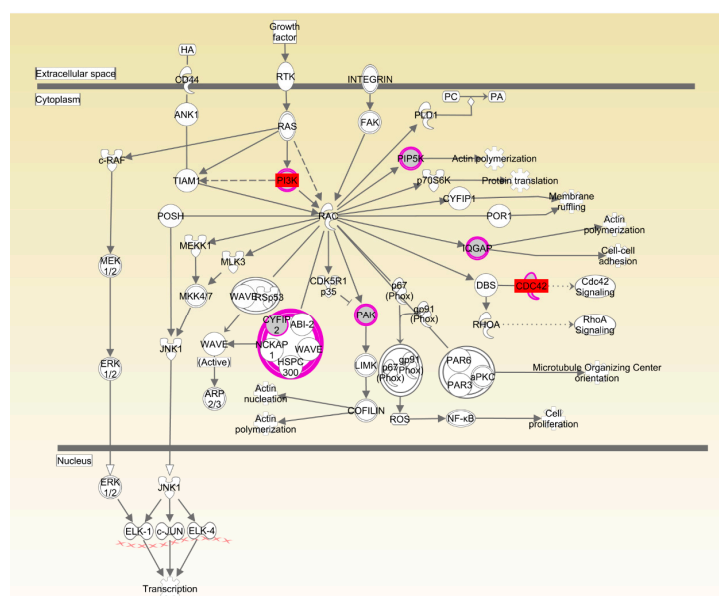 Growth
factor
HA
Extracellular space
CD44
RTK
INTEGRIN
Cytoplasm
PC
PA
ANK1
RAS
FAK
PLD1
c-RAF
PIP5K
Actin polymerization
TIAM1
PI3K
p70S6K
Protein translation
CYFIP1
Membrane
ruffling
POSH
RAC
POR1
Actin
polymerization
MEKK1
IQGAP
Cell-cell
adhesion
MLK3
MEK
1/2
CDK5R1
p35
p67
(Phox)
DBS
CDC42
Cdc42
Signaling
MKK4/7
WAVE
IRSp53
gp91
(Phox)
CYFIP
2
ABI-2
PAK
RHOA
RhoA
Signaling
JNK1
WAVE
(Active)
NCKAP
1
WAVE
HSPC
300
ERK
1/2
LIMK
p67
(Phox)
gp91
(Phox)
PAR6
aPKC
PAR3
Microtubule Organizing Center
orientation
ARP
2/3
Actin
nucleation
COFILIN
Actin
polymerization
ROS
NF-κB
Cell
proliferation
Nucleus
ERK
1/2
JNK1
ELK-1
c-JUN
ELK-4
Transcription